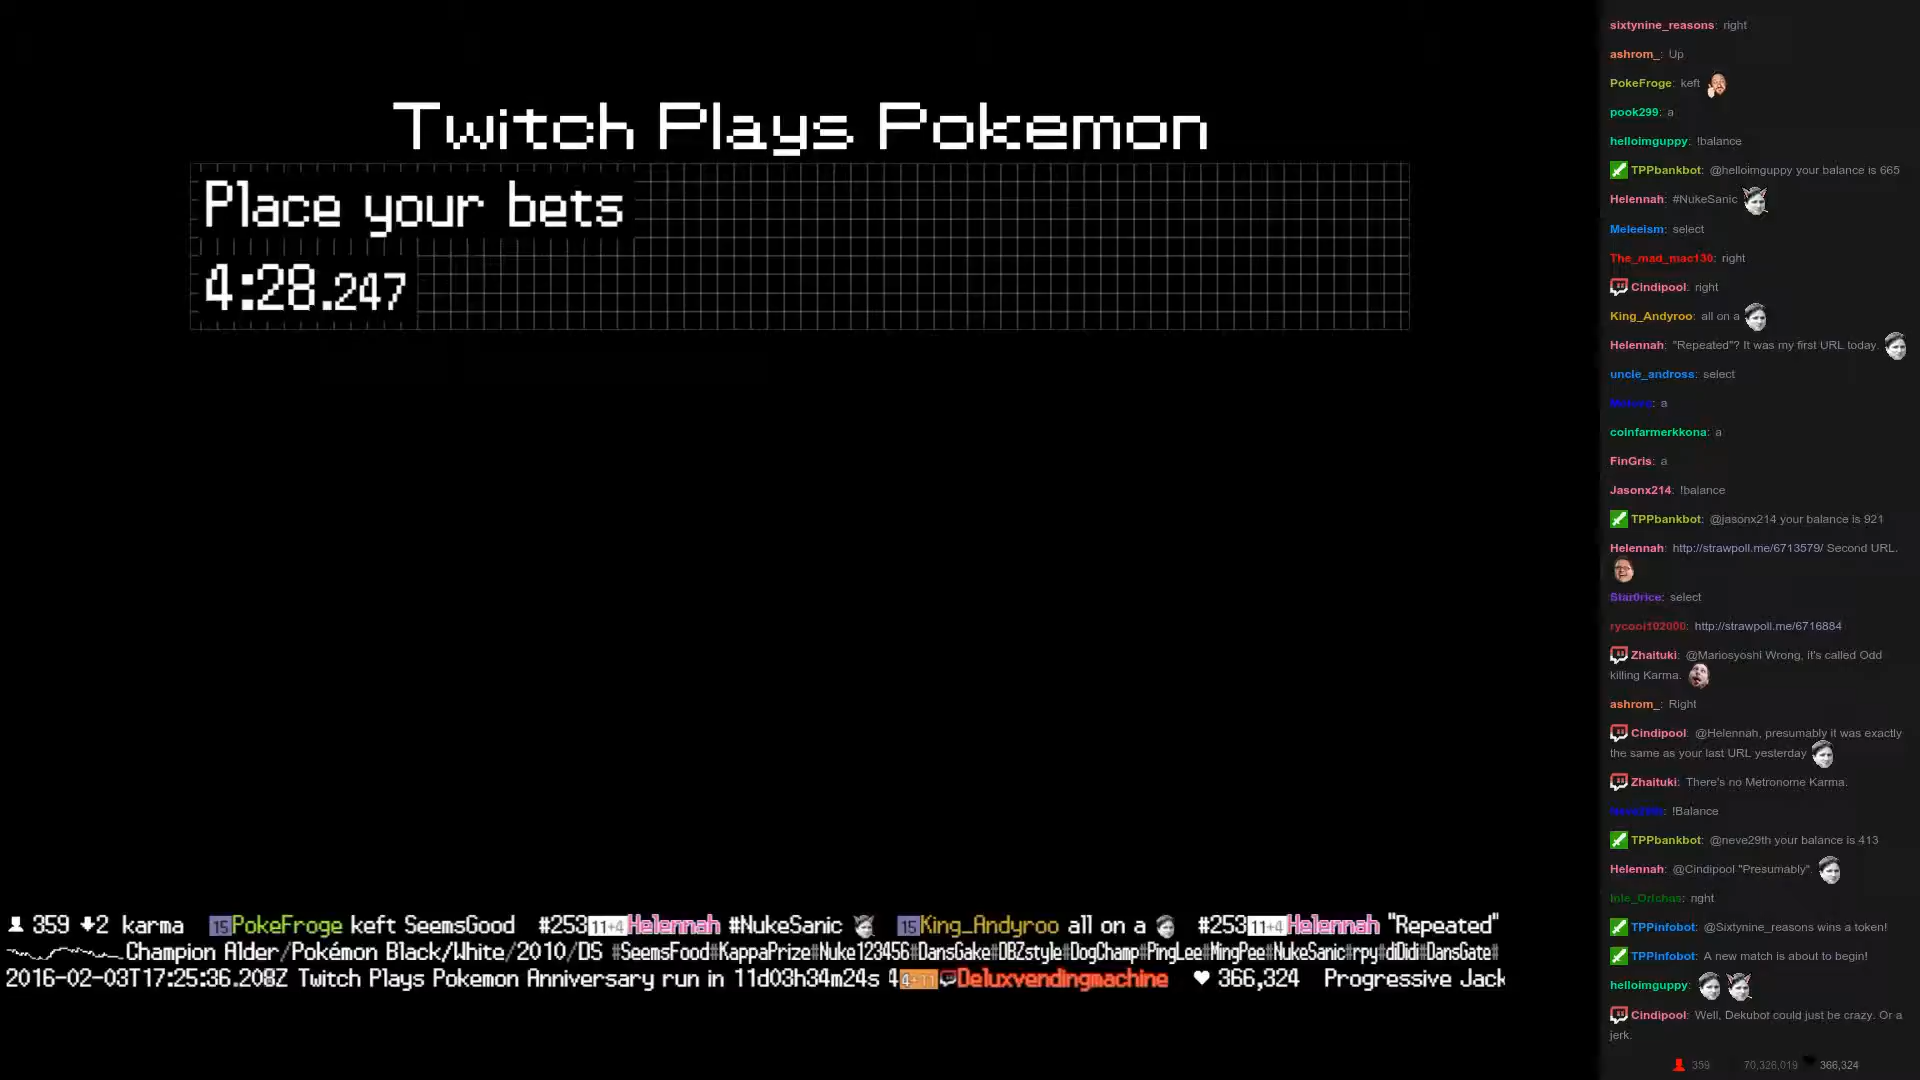 Twitch Plays Pokemon
Place your bets
4:28.247
359 2 karma 15 PokeFroge keft SeemsGood #253 11+4 Helennah #NukeSanic 15 King_Andyroo all on a #253 11+4 Helennah "Repeated"
Champion Alder/Pokémon Black/White/2010/DS #SeemsFood#KappaPrize#Nuke123456#DansGake#DBZstyle#DogChamp#PingLee#MingPee#NukeSanic#rpy#diDidi#DansGate#
2016-02-03T17:25:36.208Z Twitch Plays Pokemon Anniversary run in 11d03h34m24s Deluxvendingmachine 366,324 Progressive Jack
sixtynine_reasons: right
ashrom_: Up
PokeFroge: keft
pook299: a
helloimguppy: !balance
TPPbankbot: @helloimguppy your balance is 665
Helennah: #NukeSanic
Meleeism: select
The_mad_mac130: right
Cindipool: right
King_Andyroo: all on a
Helennah: "Repeated"? It was my first URL today.
uncle_andross: select
: a
coinfarmerkkona: a
FinGris: a
Jasonx214: !balance
TPPbankbot: @jasonx214 your balance is 921
Helennah: http://strawpoll.me/6713579/ Second URL.
Star0rice: select
rycool102000: http://strawpoll.me/6716884
Zhaituki: @Mariosyoshi Wrong, it's called Odd
killing Karma.
ashrom_: Right
Cindipool: @Helennah, presumably it was exactly
the same as your last URL yesterday
Zhaituki: There's no Metronome Karma.
Neve29th: !Balance
TPPbankbot: @neve29th your balance is 413
Helennah: @Cindipool "Presumably".
: right
TPPinfobot: @Sixtynine_reasons wins a token!
TPPinfobot: A new match is about to begin!
helloimguppy:
Cindipool: Well, Dekubot could just be crazy. Or a
jerk.
359 70,326,019 366,324